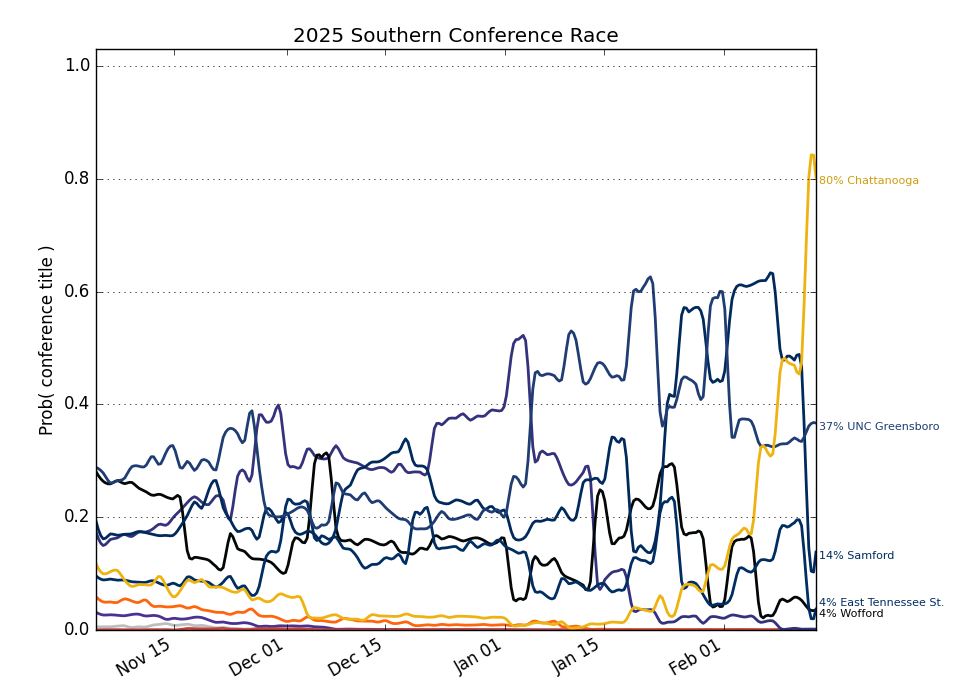 2025 Southern Conference Race
1.0
0.8
0.6
0.4
0.2
0.0
Prob( conference title )
80% Chattanooga
37% UNC Greensboro
14% Samford
4% East Tennessee St.
4% Wofford
Nov 15
Dec 01
Dec 15
Jan 01
Jan 15
Feb 01